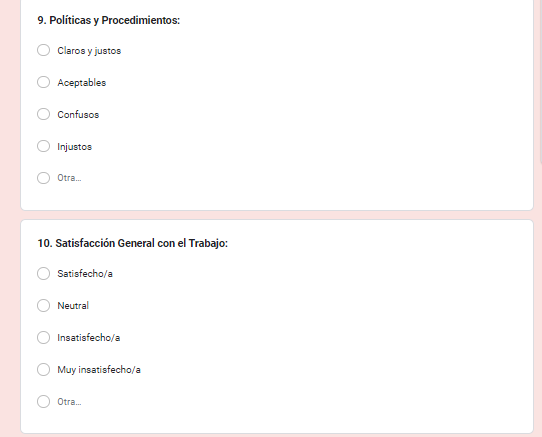 9. Políticas y Procedimientos:
Claros y justos
Aceptables
Confusos
Injustos
Otra...
10. Satisfacción General con el Trabajo:
Satisfecho/a
Neutral
Insatisfecho/a
Muy insatisfecho/a
Otra...